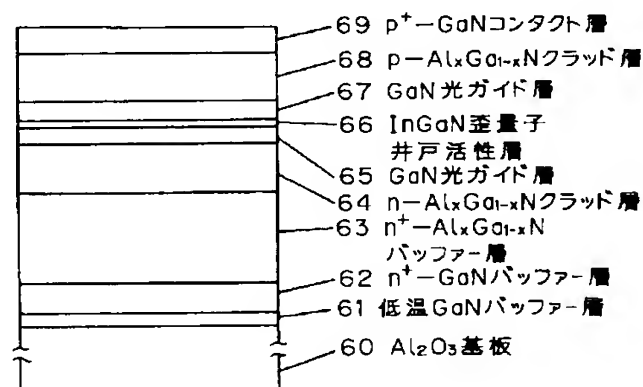 69 p⁺−GaNコンタクト層
68 p−AlxGa1-xNクラッド層
67 GaN光ガイド層
66 InGaN歪量子
井戸活性層
65 GaN光ガイド層
64 n−AlxGa1-xNクラッド層
63 n⁺−AlxGa1-xN
バッファー層
62 n⁺−GaNバッファー層
61 低温GaNバッファー層
60 Al₂O₃基板